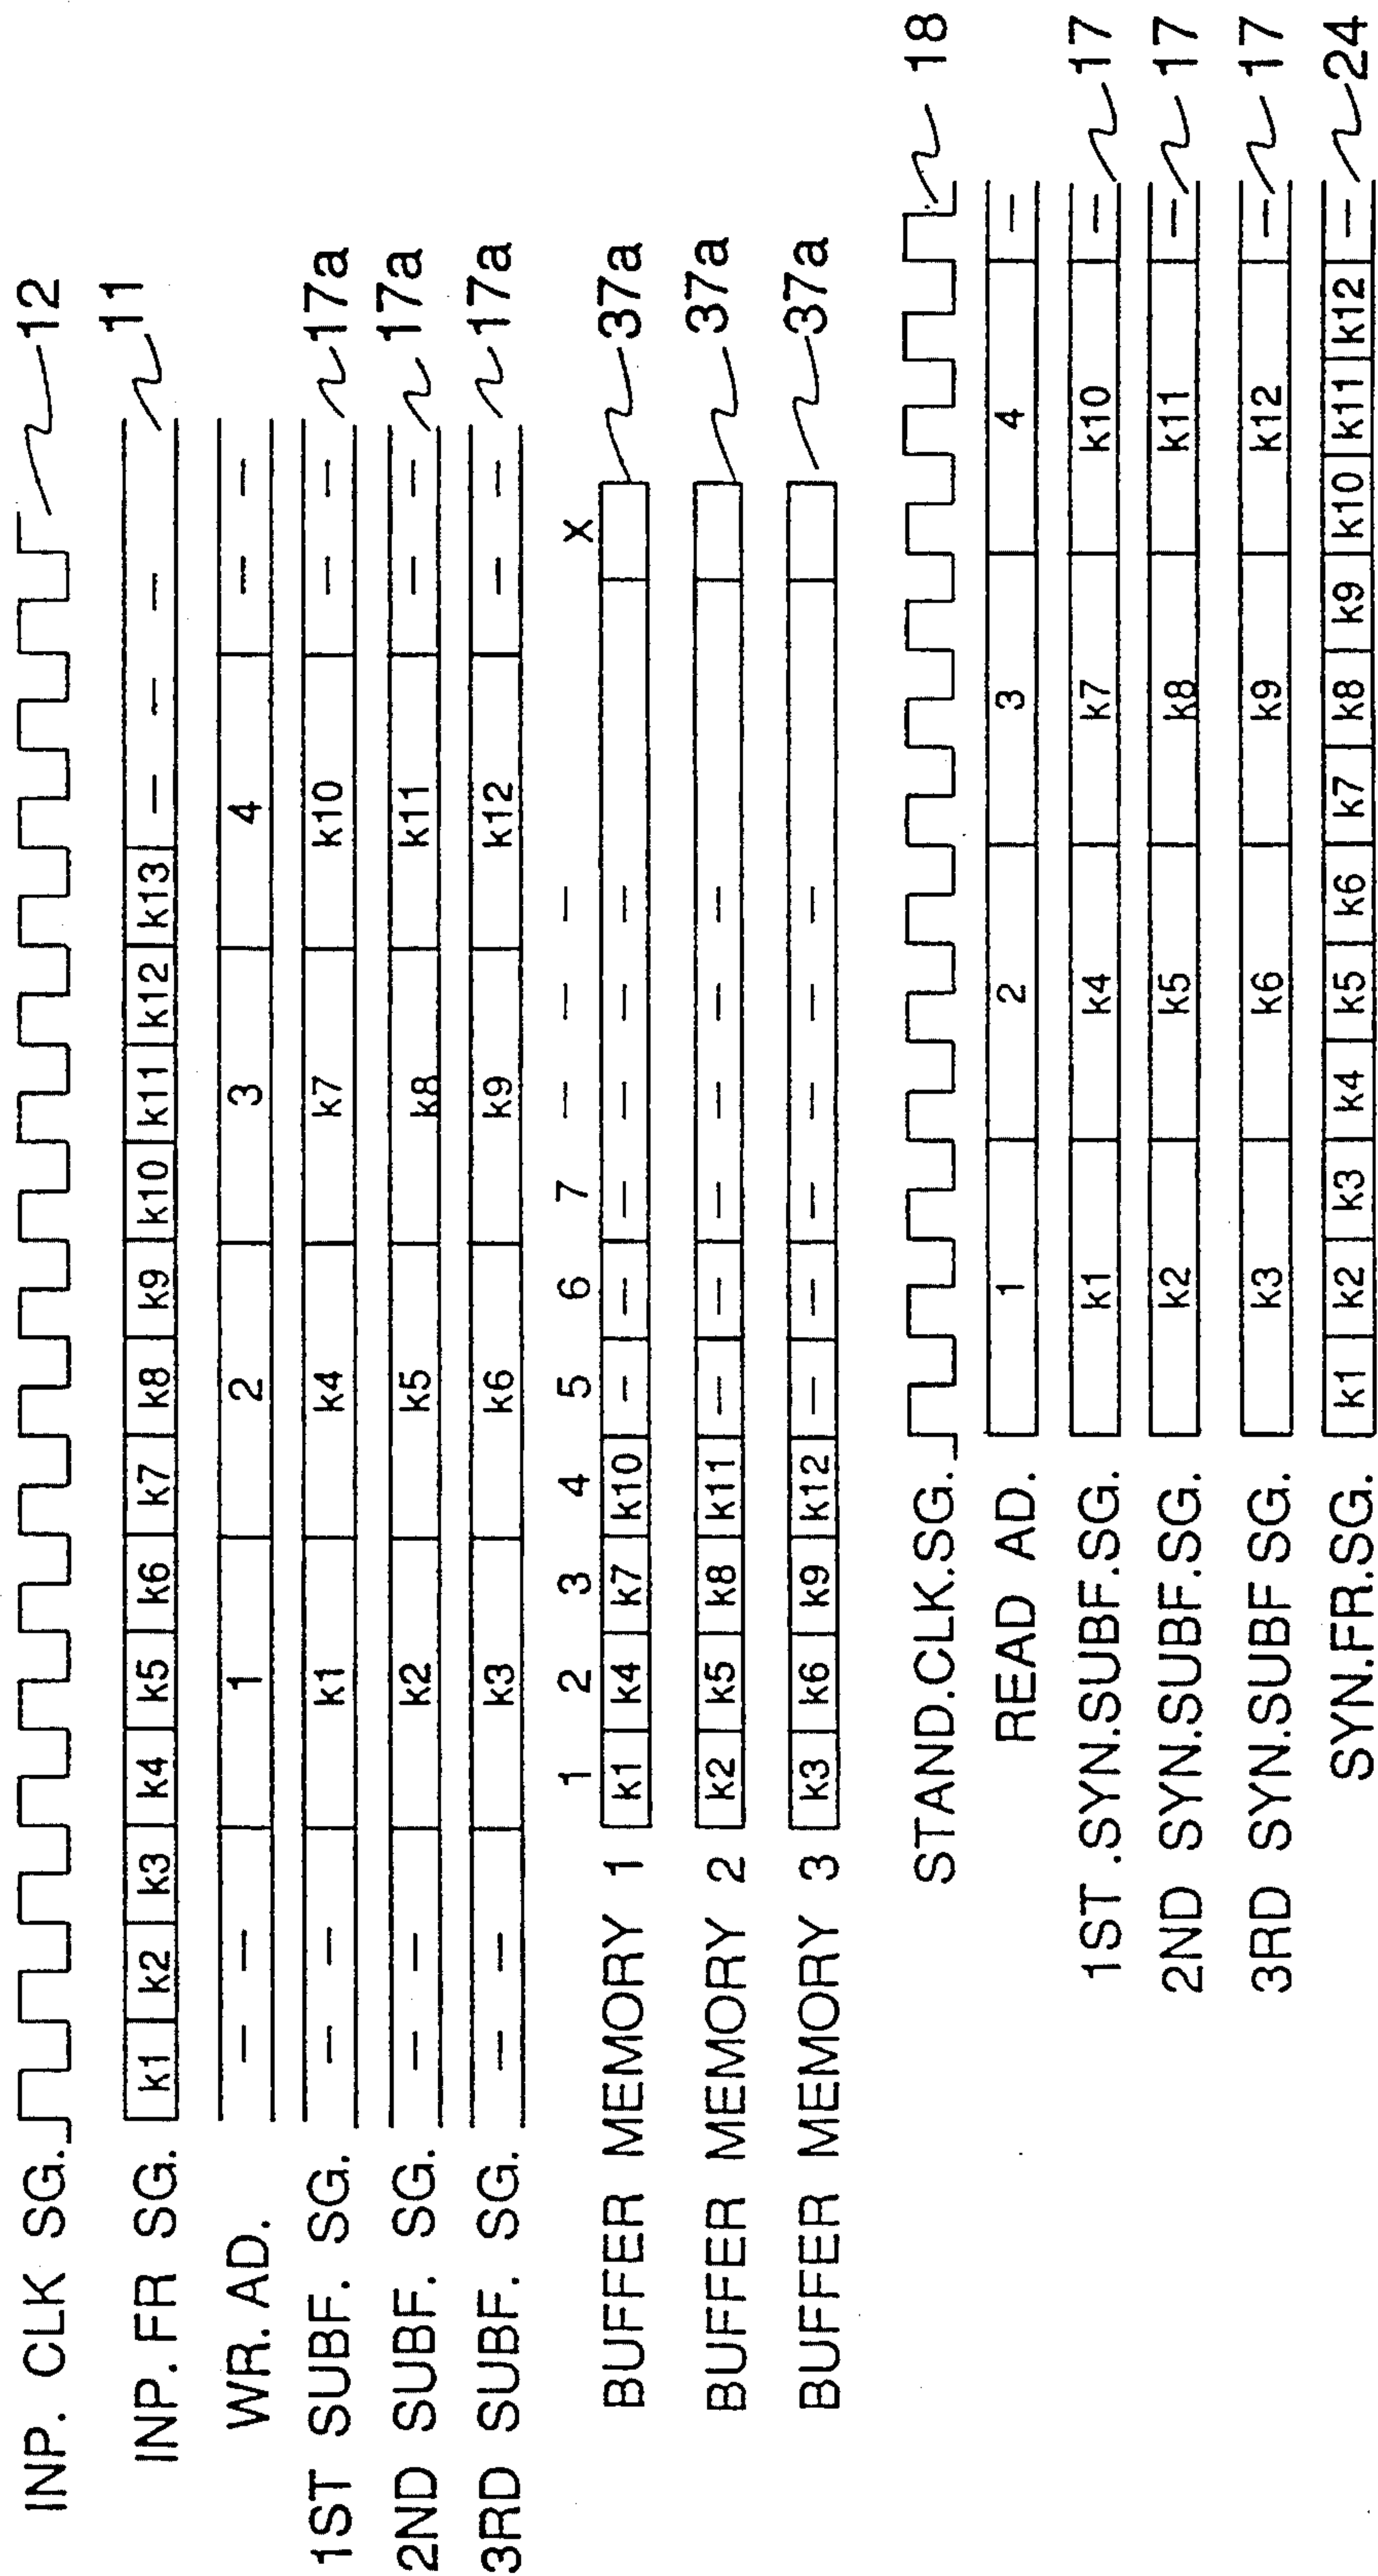 INP. CLK SG. 12
INP. FR SG. k1 k2 k3 k4 k5 k6 k7 k8 k9 k10 k11 k12 k13 — — — 11
WR. AD. — — 1 2 3 4 — —
1ST SUBF. SG. — — k1 k4 k7 k10 — — 17a
2ND SUBF. SG. — — k2 k5 k8 k11 — — 17a
3RD SUBF. SG. — — k3 k6 k9 k12 — — 17a
1 2 3 4 5 6 7 — — — X
BUFFER MEMORY 1 k1 k4 k7 k10 — — — — — — 37a
BUFFER MEMORY 2 k2 k5 k8 k11 — — — — — — 37a
BUFFER MEMORY 3 k3 k6 k9 k12 — — — — — — 37a
STAND.CLK.SG. 18
READ AD. 1 2 3 4 —
1ST .SYN.SUBF.SG. k1 k4 k7 k10 — 17
2ND SYN.SUBF.SG. k2 k5 k8 k11 — 17
3RD SYN.SUBF SG. k3 k6 k9 k12 — 17
SYN.FR.SG. k1 k2 k3 k4 k5 k6 k7 k8 k9 k10 k11 k12 — 24